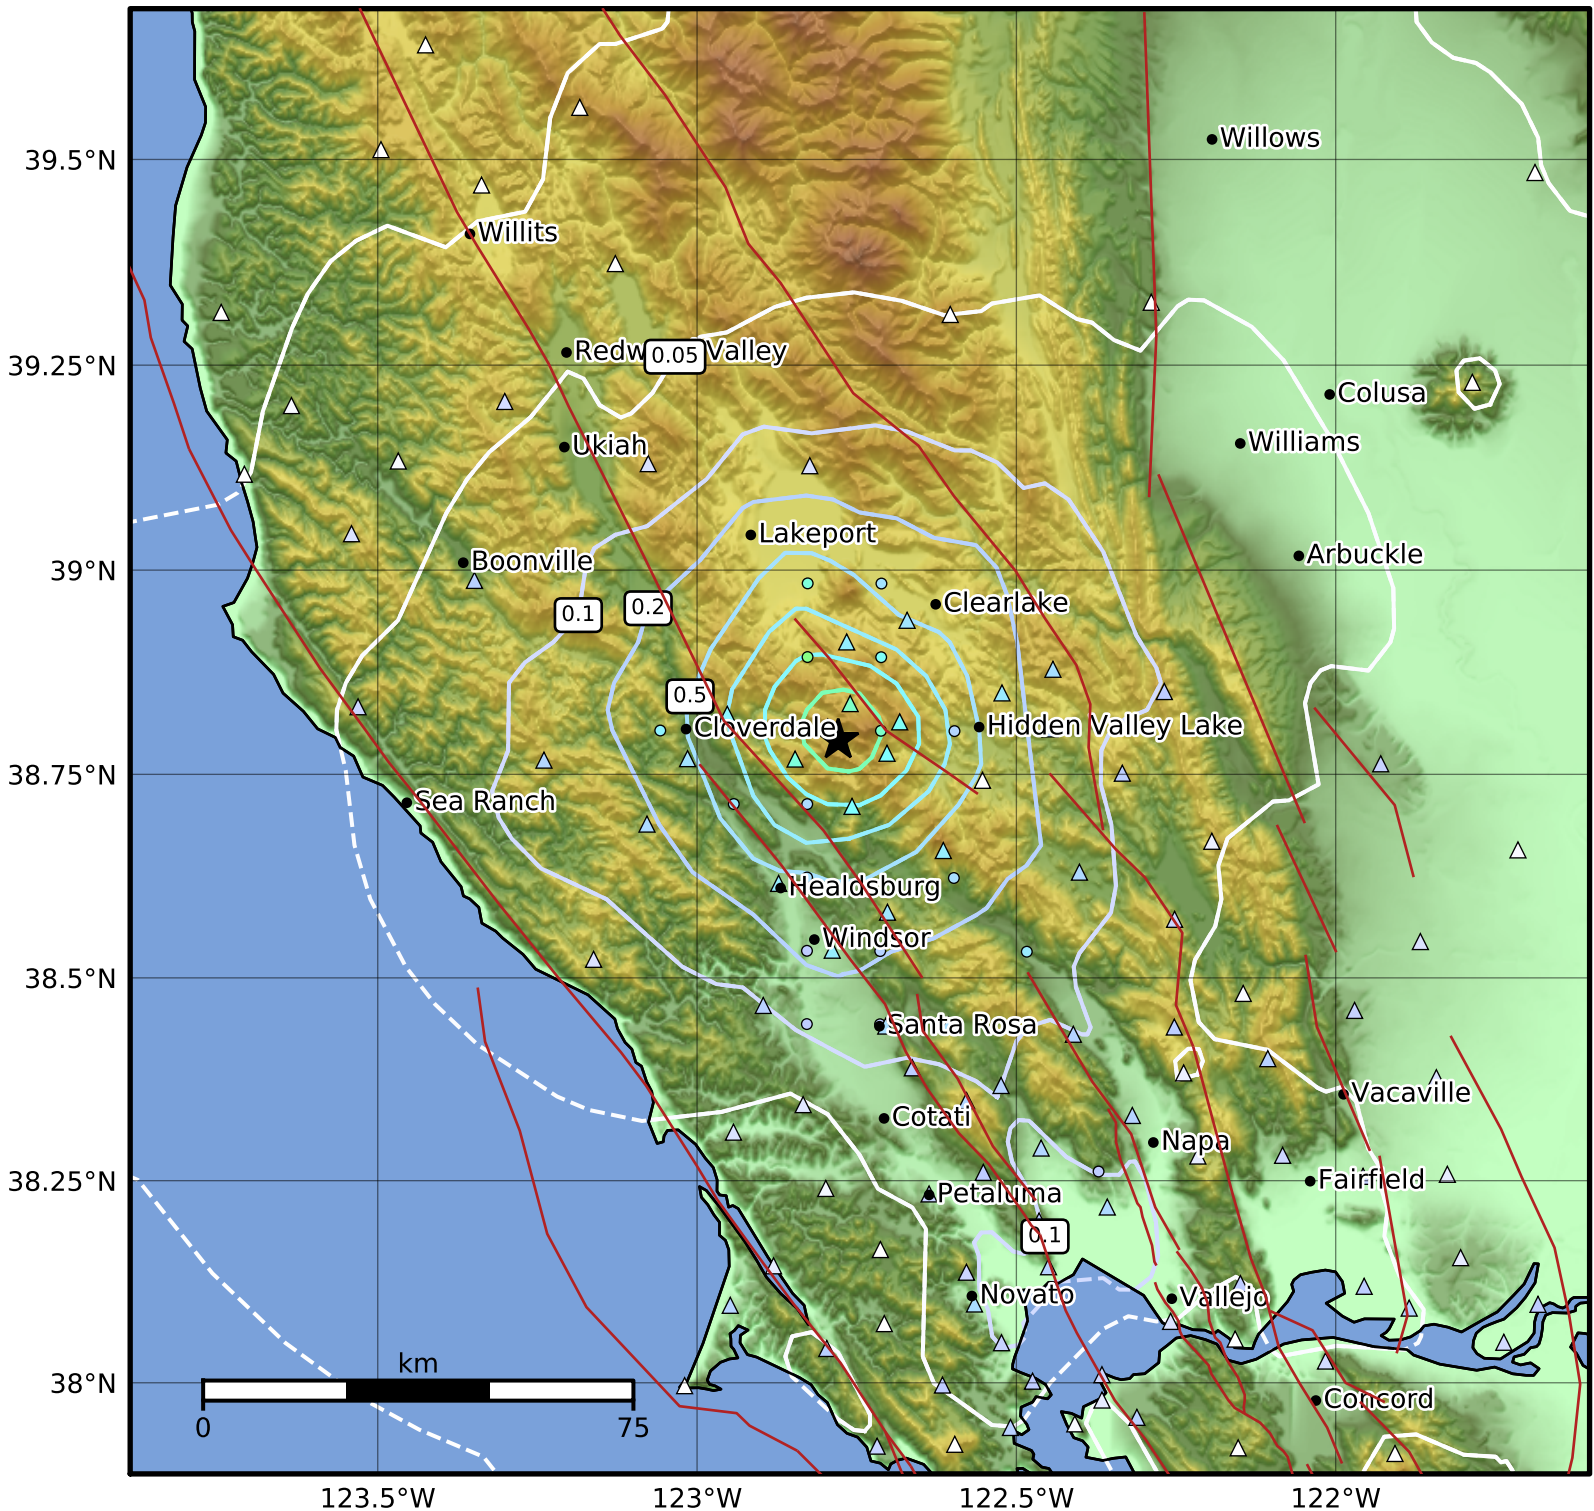 Willows
39.5°N
Willits
Redw Valley
0.05
39.25°N
Colusa
Williams
Ukiah
Lakeport
Arbuckle
Boonville
39°N
Clearlake
0.1
0.2
0.5
Cloverdale
Hidden Valley Lake
38.75°N
Sea Ranch
Healdsburg
Windsor
38.5°N
Santa Rosa
Vacaville
Cotati
Napa
38.25°N
Fairfield
Petaluma
0.1
Novato
Vallejo
km
38°N
Concord
0
75
123.5°W
123°W
122.5°W
122°W